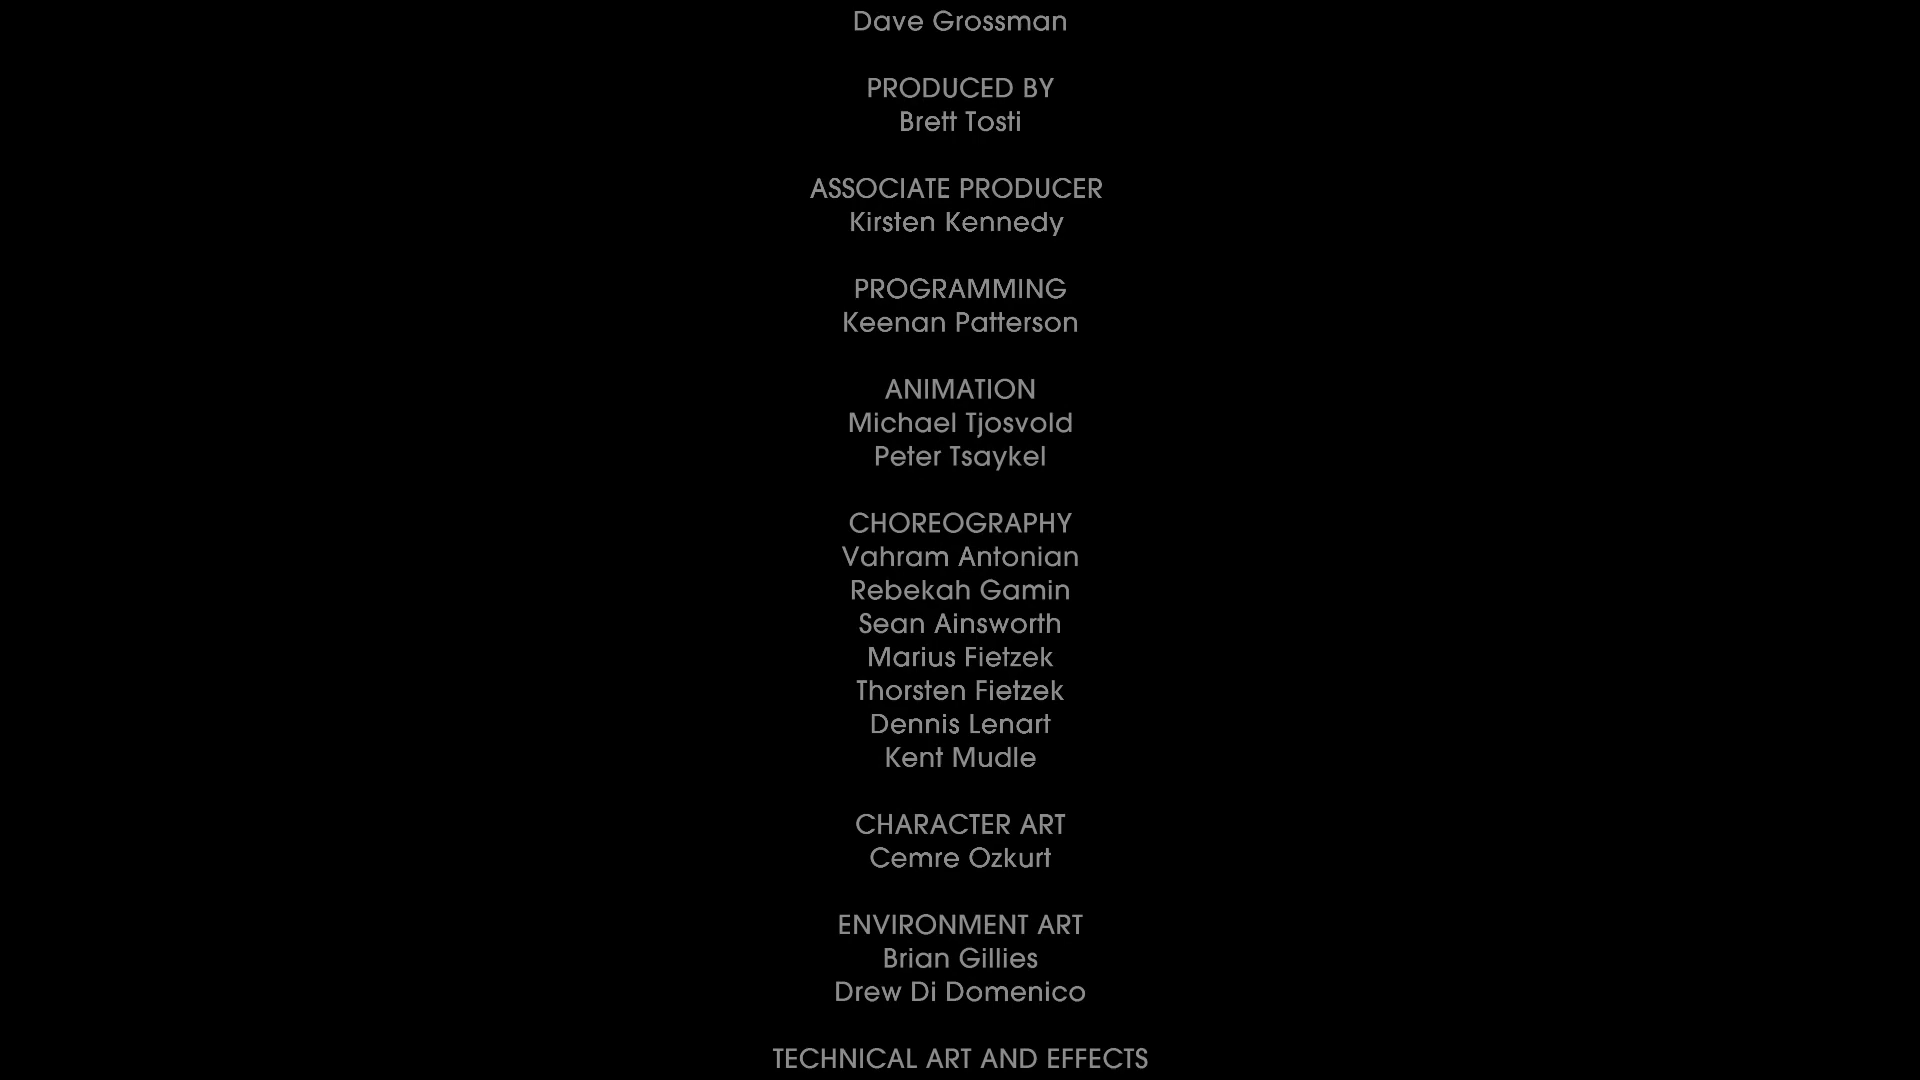 Dave Grossman
PRODUCED BY
Brett Tosti
ASSOCIATE PRODUCER
Kirsten Kennedy
PROGRAMMING
Keenan Patterson
ANIMATION
Michael Tjosvold
Peter Tsaykel
CHOREOGRAPHY
Vahram Antonian
Rebekah Gamin
Sean Ainsworth
Marius Fietzek
Thorsten Fietzek
Dennis Lenart
Kent Mudle
CHARACTER ART
Cemre Ozkurt
ENVIRONMENT ART
Brian Gillies
Drew Di Domenico
TECHNICAL ART AND EFFECTS